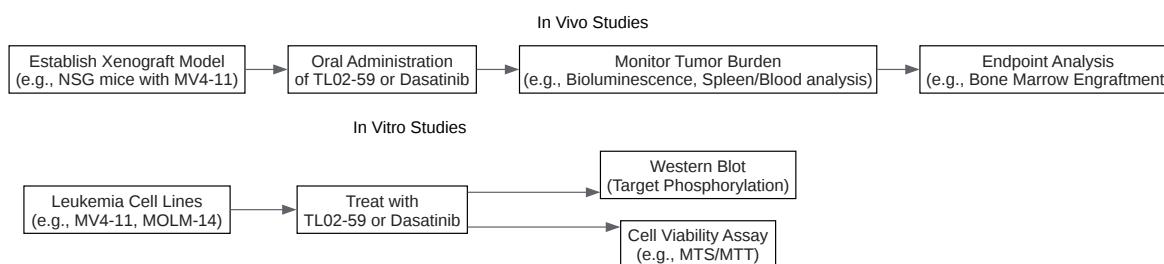 In Vivo Studies
Establish Xenograft Model
(e.g., NSG mice with MV4-11)
Oral Administration
of TL02-59 or Dasatinib
Monitor Tumor Burden
(e.g., Bioluminescence, Spleen/Blood analysis)
Endpoint Analysis
(e.g., Bone Marrow Engraftment
In Vitro Studies
Leukemia Cell Lines
(e.g., MV4-11, MOLM-14)
Treat with
TL02-59 or Dasatinib
Western Blot
(Target Phosphorylation)
Cell Viability Assay
(e.g., MTS/MTT)